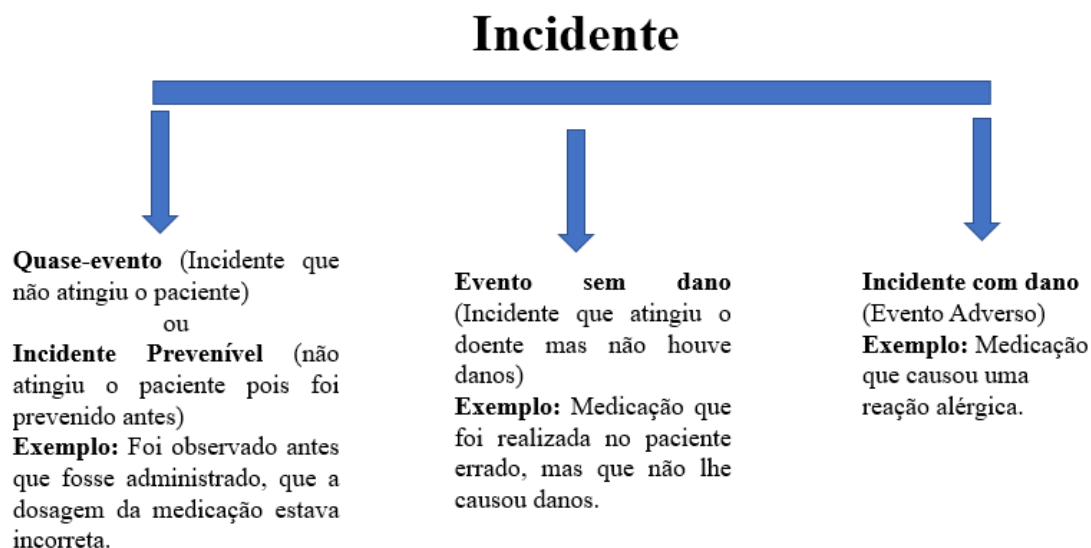 Incidente
Quase-evento (Incidente que
não atingiu o paciente)
ou
Incidente Prevenível (não
atingiu o paciente pois foi
prevenido antes)
Exemplo: Foi observado antes
que fosse administrado, que a
dosagem da medicação estava
incorreta.
Evento sem dano
(Incidente que atingiu o
doente mas não houve
danos)
Exemplo: Medicação que
foi realizada no paciente
errado, mas que não lhe
causou danos.
Incidente com dano
(Evento Adverso)
Exemplo: Medicação
que causou uma
reação alérgica.